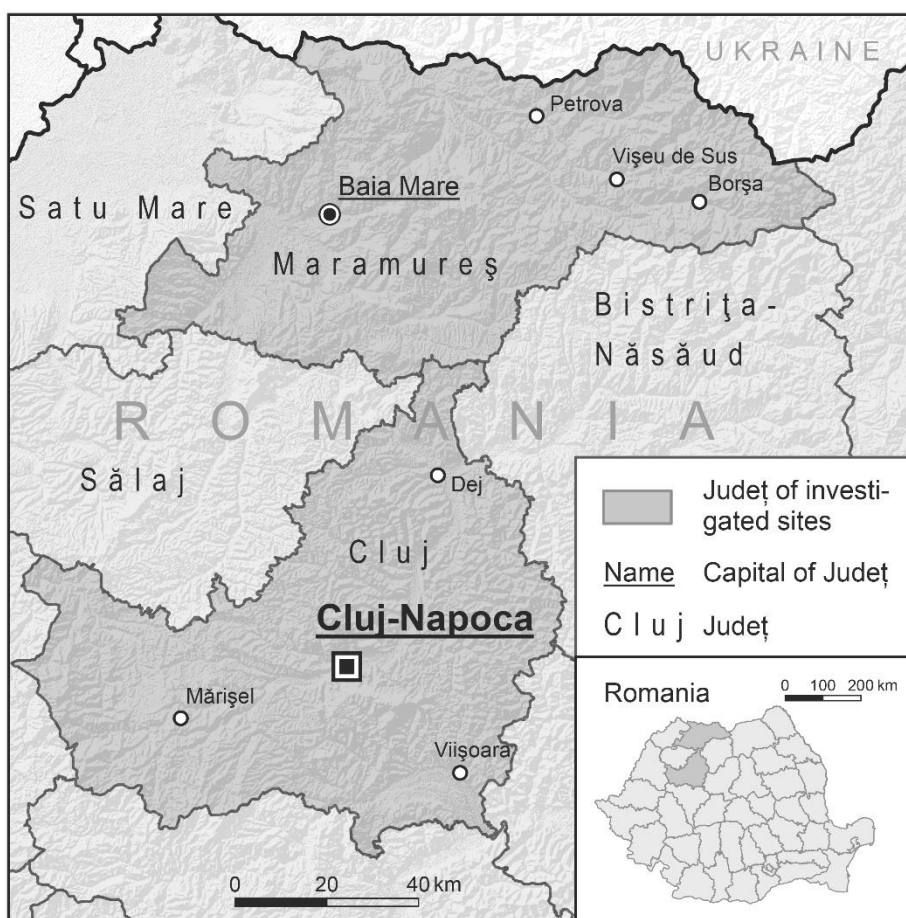 UKRAINE
Petrova
Vişeu de Sus
Borşa
Baia Mare
Satu Mare
Maramureş
Bistriţa-
Năsăud
ROMANIA
Sălaj
Dej
Cluj
Cluj-Napoca
Mărişel
Viişoara
0 20 40 km
Județ of investi-
gated sites
Name Capital of Județ
Cluj Județ
Romania
0 100 200 km